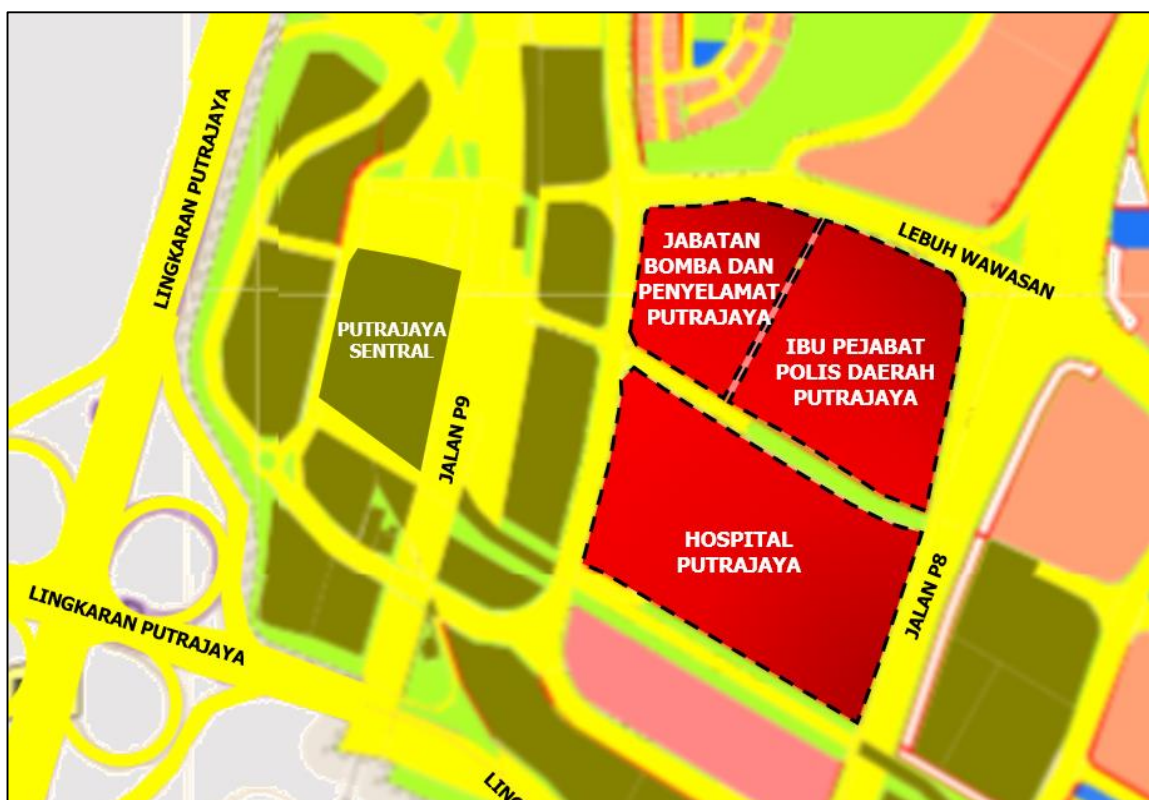 LINGKARAN PUTRAJAYA
PUTRAJAYA
SENTRAL
JALAN P9
JABATAN
BOMBA DAN
PENYELAMAT
PUTRAJAYA
LEBUH WAWASAN
IBU PEJABAT
POLIS DAERAH
PUTRAJAYA
HOSPITAL
PUTRAJAYA
JALAN P8
LINGKARAN PUTRAJAYA